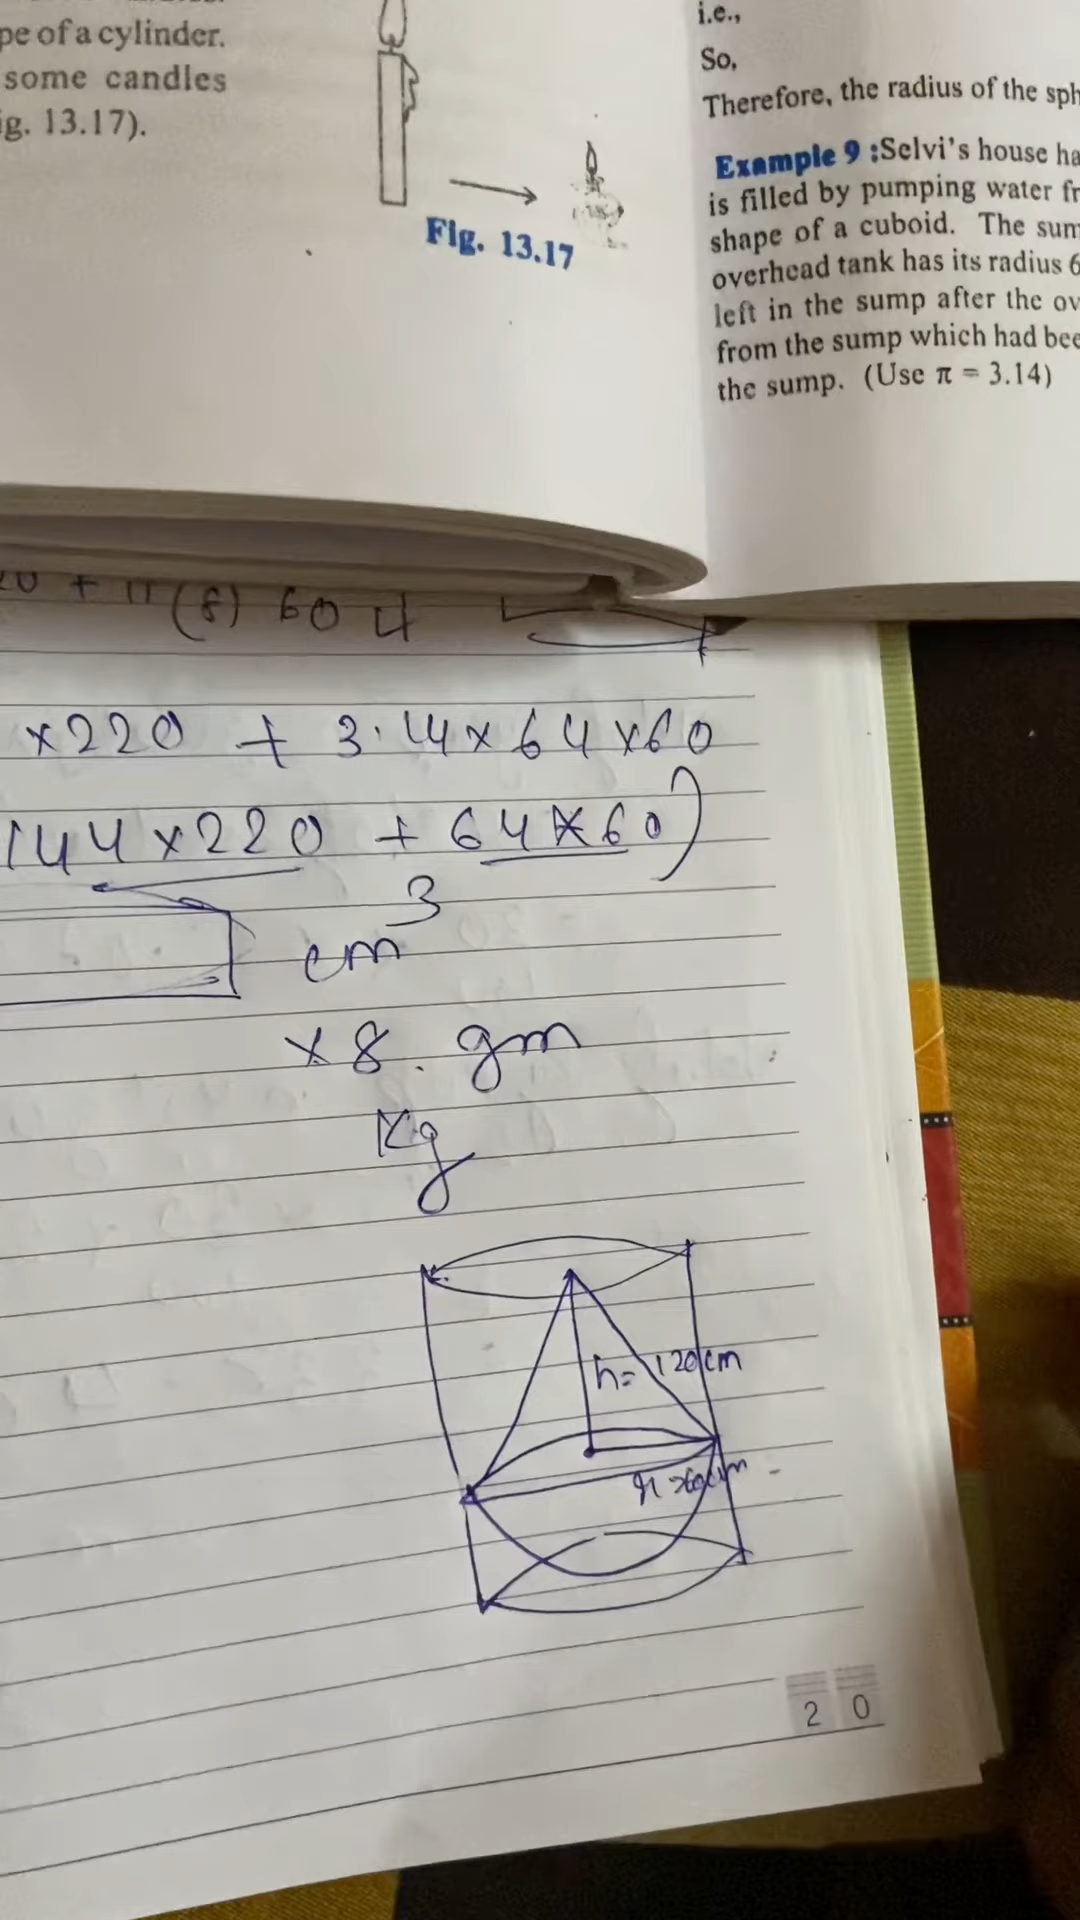 pe of a cylinder.
some candles
ig. 13.17).
Fig. 13.17
i.e.,
So,
Therefore, the radius of the sph
Example 9 : Selvi's house ha
is filled by pumping water fr
shape of a cuboid. The sum
overhead tank has its radius 6
left in the sump after the ov
from the sump which had bee
the sump. (Use π = 3.14)
(8) 60
×220 + 3.14×64×60
144×220 + 64×60)
cm³
×8. gm
Kg
h= 120cm
2 0